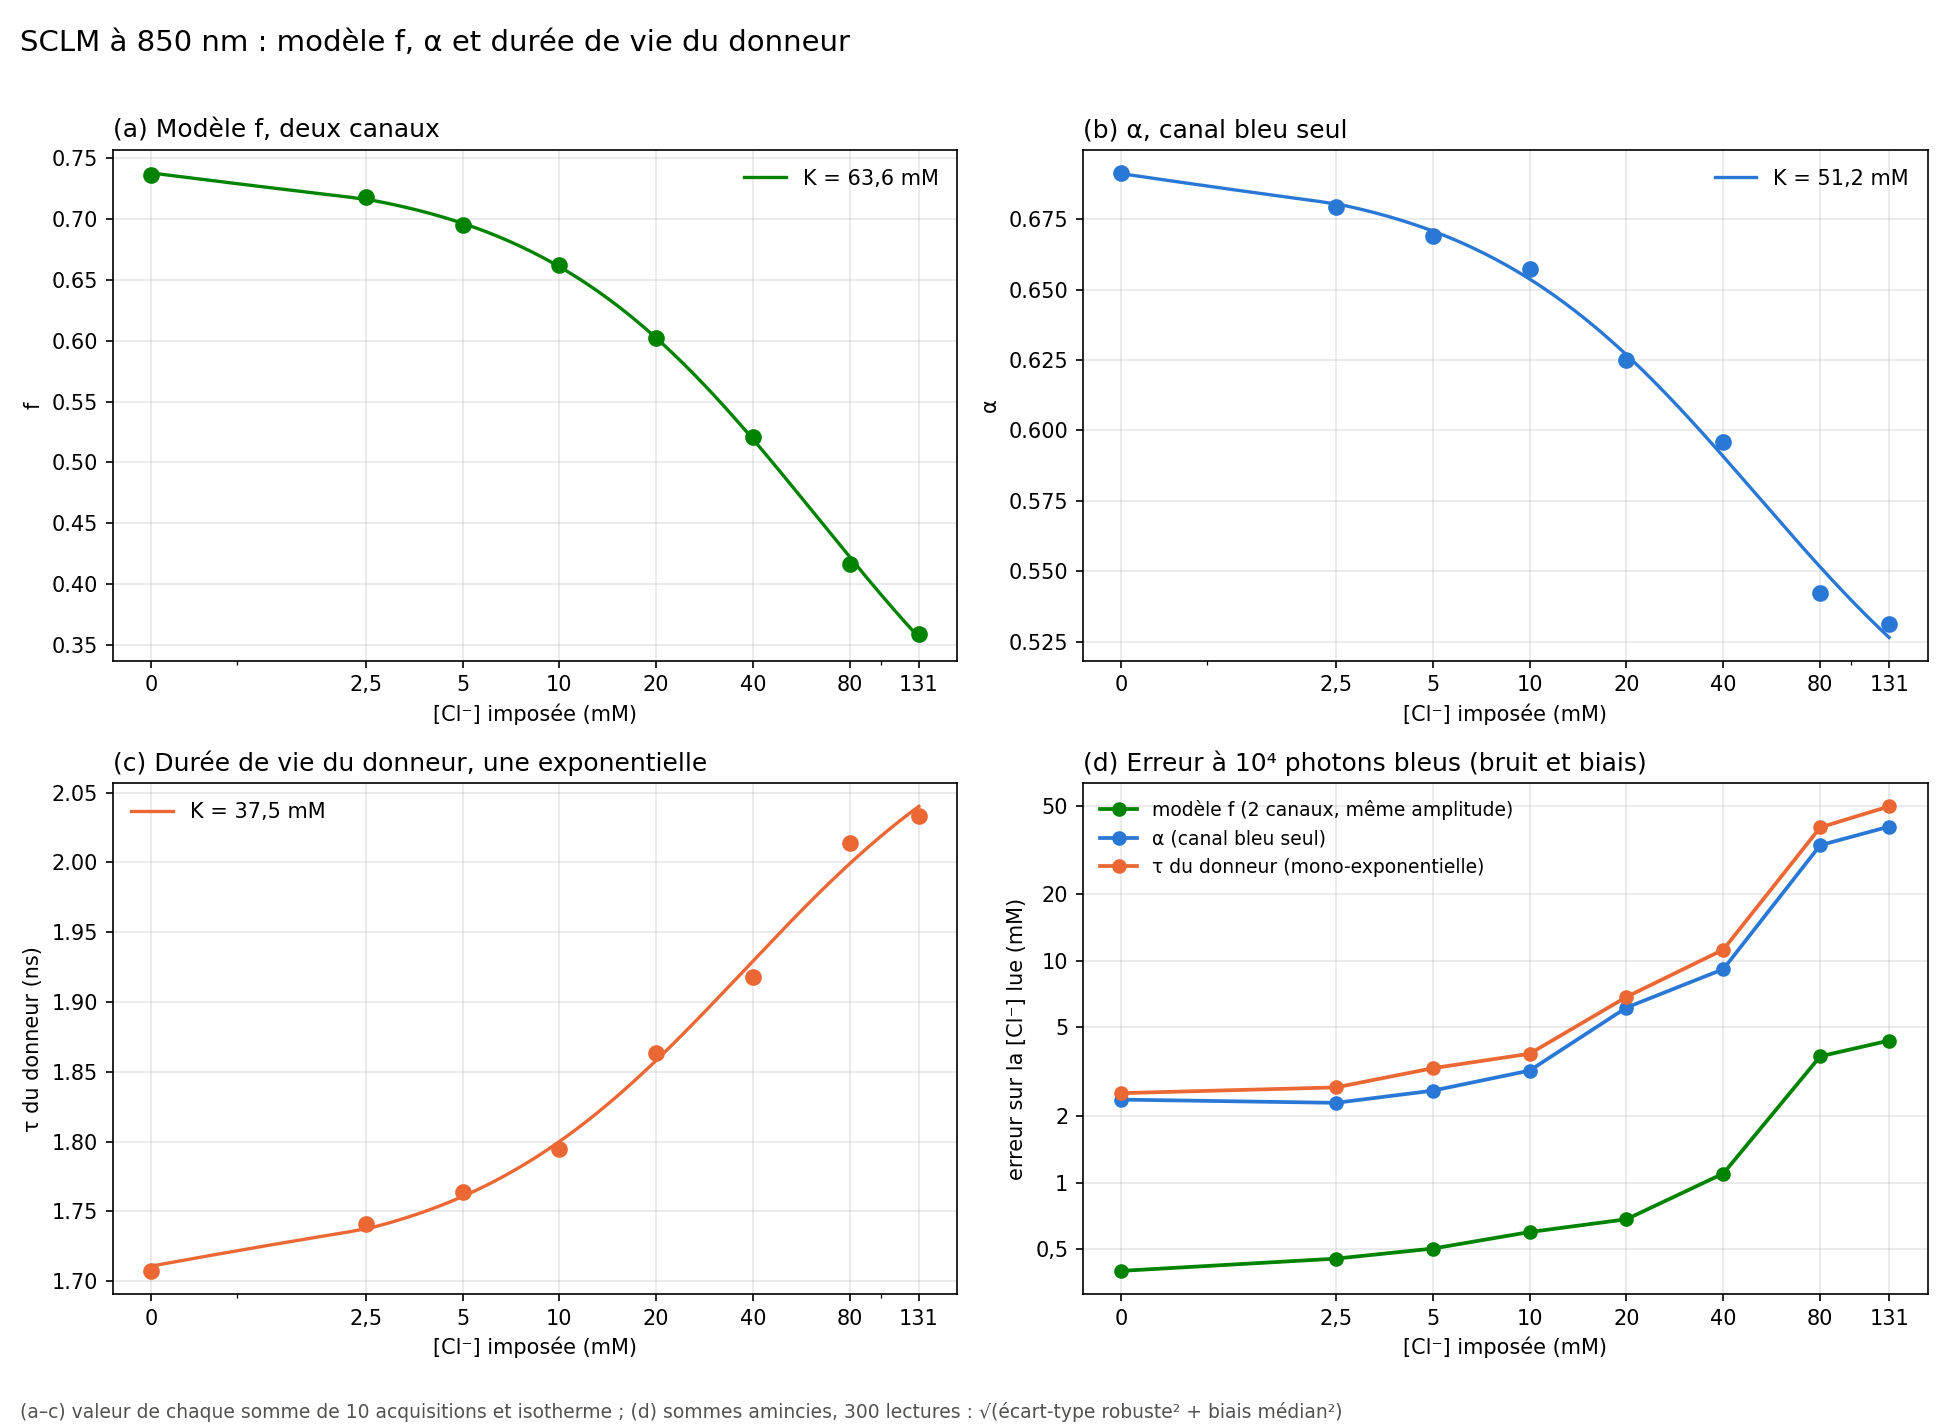 SCLM à 850 nm : modèle f, α et durée de vie du donneur
(a) Modèle f, deux canaux
K = 63,6 mM
0.75
0.70
0.65
0.60
0.55
0.50
0.45
0.40
0.35
f
0 2,5 5 10 20 40 80 131
[Cl⁻] imposée (mM)
(b) α, canal bleu seul
K = 51,2 mM
0.675
0.650
0.625
0.600
0.575
0.550
0.525
α
0 2,5 5 10 20 40 80 131
[Cl⁻] imposée (mM)
(c) Durée de vie du donneur, une exponentielle
K = 37,5 mM
2.05
2.00
1.95
1.90
1.85
1.80
1.75
1.70
τ du donneur (ns)
0 2,5 5 10 20 40 80 131
[Cl⁻] imposée (mM)
(d) Erreur à 10⁴ photons bleus (bruit et biais)
modèle f (2 canaux, même amplitude)
α (canal bleu seul)
τ du donneur (mono-exponentielle)
50
20
10
5
2
1
0,5
erreur sur la [Cl⁻] lue (mM)
0 2,5 5 10 20 40 80 131
[Cl⁻] imposée (mM)
(a–c) valeur de chaque somme de 10 acquisitions et isotherme ; (d) sommes amincies, 300 lectures : √(écart-type robuste² + biais médian²)